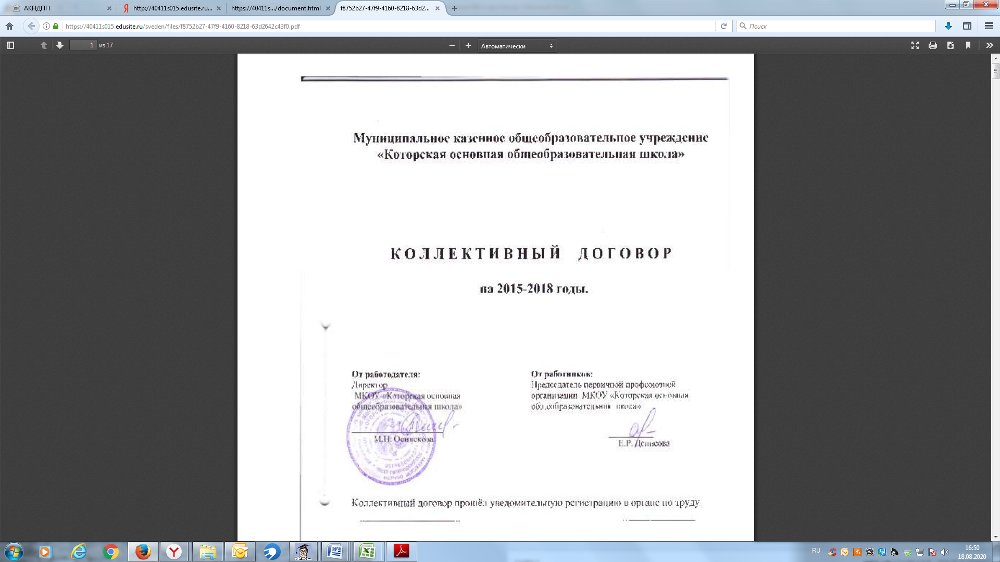 АКНДПП
http://40411s015.edusite.ru...
https://40411s.../document.html
f8752b27-47f9-4160-8218-63d2...
https://40411s015.edusite.ru/sveden/files/f8752b27-47f9-4160-8218-63d2642c43f0.pdf
Поиск
1 из 17
Автоматически
Муниципальное казенное общеобразовательное учреждение
«Которская основная общеобразовательная школа»
КОЛЛЕКТИВНЫЙ ДОГОВОР
на 2015-2018 годы.
От работодателя:
Директор
МКОУ «Которская основная
общеобразовательная школа»
М.Н. Осинскова
От работников:
Председатель первичной профсоюзной
организации МКОУ «Которская основная
общеобразовательная школа»
Е.Р. Денисова
Коллективный договор прошёл уведомительную регистрацию в органе по труду
RU
16:50
18.08.2020